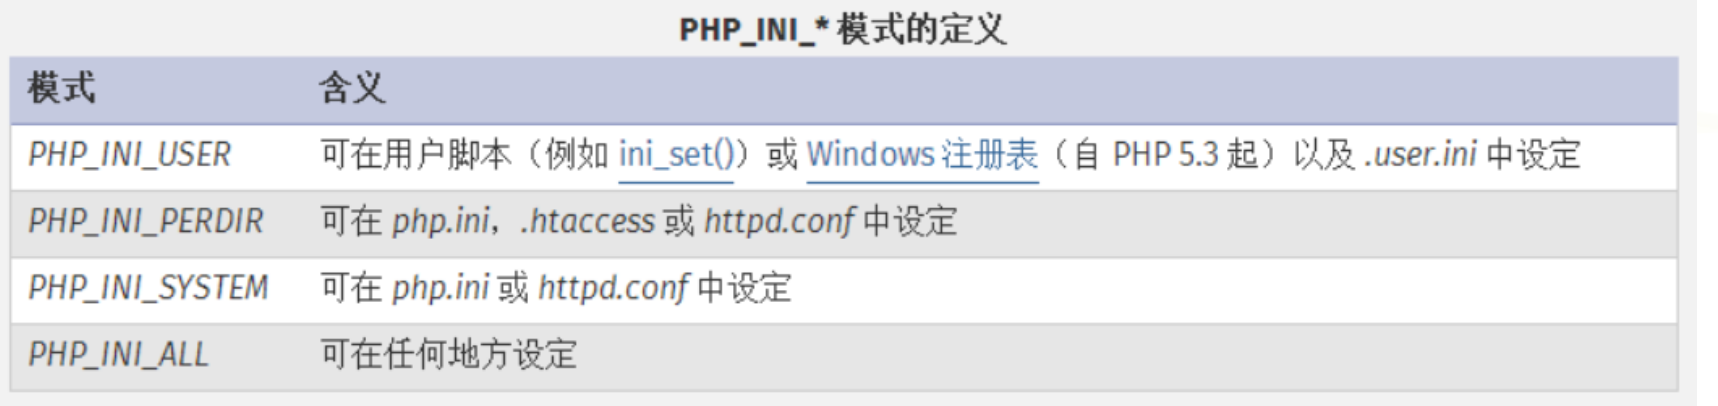 PHP_INI_* 模式的定义
模式 含义
PHP_INI_USER 可在用户脚本（例如 ini_set()）或 Windows 注册表（自 PHP 5.3 起）以及 .user.ini 中设定
PHP_INI_PERDIR 可在 php.ini，.htaccess 或 httpd.conf 中设定
PHP_INI_SYSTEM 可在 php.ini 或 httpd.conf 中设定
PHP_INI_ALL 可在任何地方设定